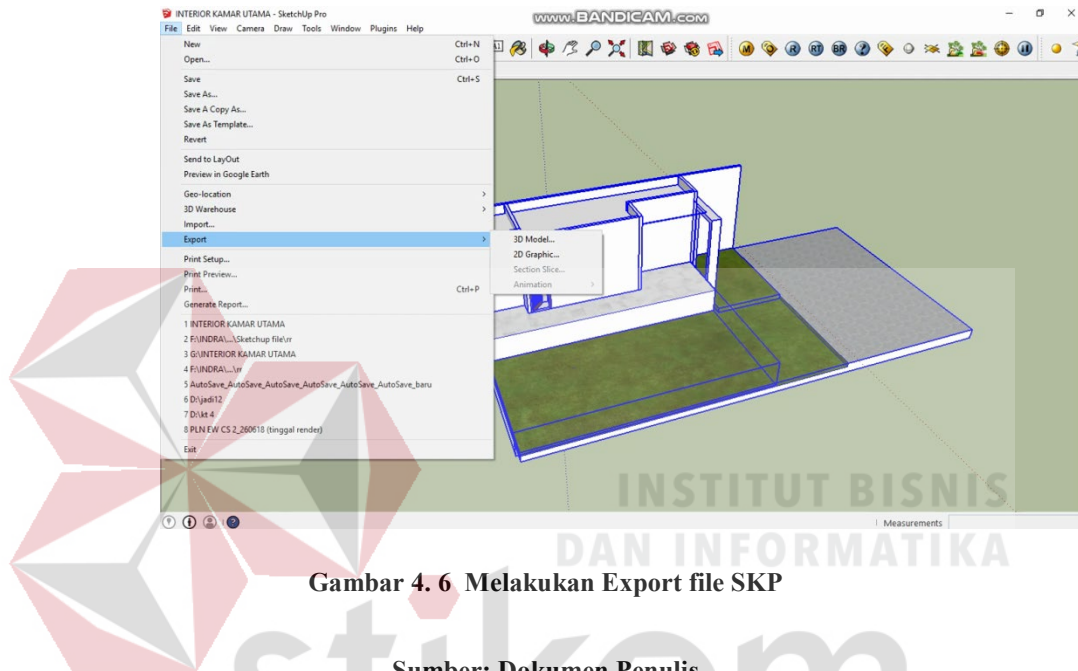 INTERIOR KAMAR UTAMA - SketchUp Pro
www.BANDICAM.com
File Edit View Camera Draw Tools Window Plugins Help
New Ctrl+N
Open... Ctrl+O
Save Ctrl+S
Save As...
Save A Copy As...
Save As Template...
Revert
Send to LayOut
Preview in Google Earth
Geo-location
3D Warehouse
Import...
Export
3D Model...
2D Graphic...
Section Slice...
Animation
Print Setup...
Print Preview...
Print... Ctrl+P
Generate Report...
1 INTERIOR KAMAR UTAMA
2 F:\INDRA\...\Sketchup file\rr
3 G:\INTERIOR KAMAR UTAMA
4 F:\INDRA\...\rr
5 AutoSave_AutoSave_AutoSave_AutoSave_AutoSave_baru
6 D:\jadi12
7 D:\kt 4
8 PLN EW CS 2_260618 (tinggal render)
Exit
Measurements
INSTITUT BISNIS
DAN INFORMATIKA
Gambar 4. 6 Melakukan Export file SKP
stikom
Sumber: Dokumen Penulis